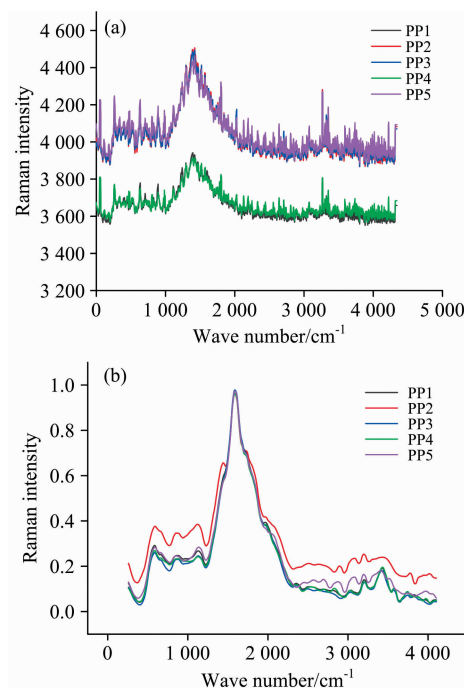 (a)
PP1
PP2
PP3
PP4
PP5
4 600
4 400
4 200
4 000
3 800
3 600
3 400
3 200
Raman intensity
0 1 000 2 000 3 000 4 000 5 000
Wave number/cm-1
(b)
PP1
PP2
PP3
PP4
PP5
1.0
0.8
0.6
0.4
0.2
0.0
Raman intensity
0 1 000 2 000 3 000 4 000
Wave number/cm-1